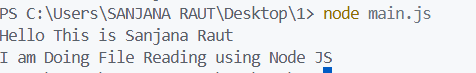 PS C:\Users\SANJANA RAUT\Desktop\1> node main.js
Hello This is Sanjana Raut
I am Doing File Reading using Node JS